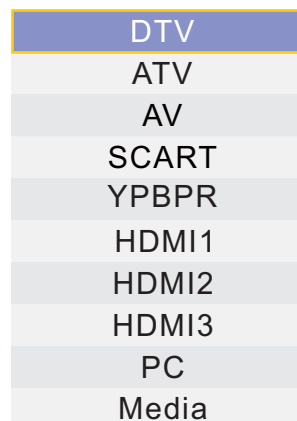 DTV
ATV
AV
SCART
YPBPR
HDMI1
HDMI2
HDMI3
PC
Media